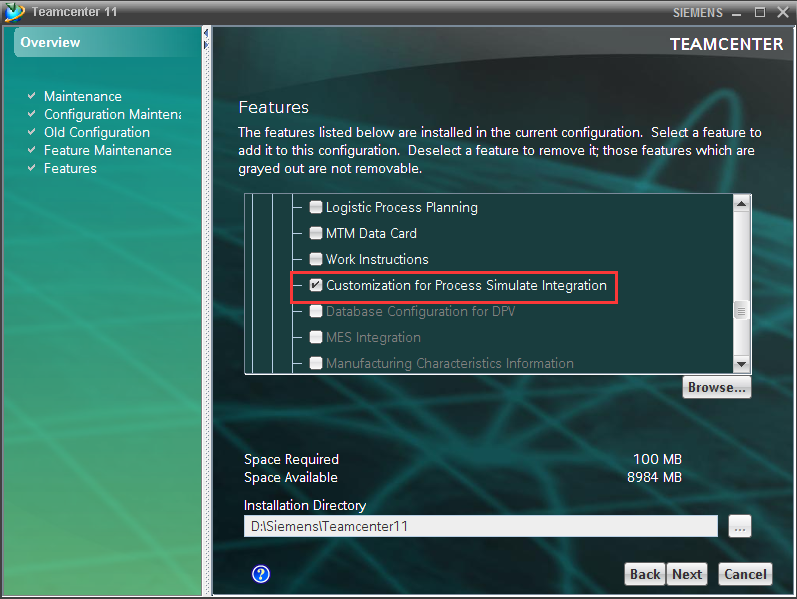 Teamcenter 11
SIEMENS
Overview
TEAMCENTER
Maintenance
Configuration Maintena
Old Configuration
Feature Maintenance
Features
Features
The features listed below are installed in the current configuration. Select a feature to
add it to this configuration. Deselect a feature to remove it; those features which are
grayed out are not removable.
Logistic Process Planning
MTM Data Card
Work Instructions
Customization for Process Simulate Integration
Database Configuration for DPV
MES Integration
Manufacturing Characteristics Information
Browse...
Space Required 100 MB
Space Available 8984 MB
Installation Directory
D:\Siemens\Teamcenter11
...
? Back Next Cancel